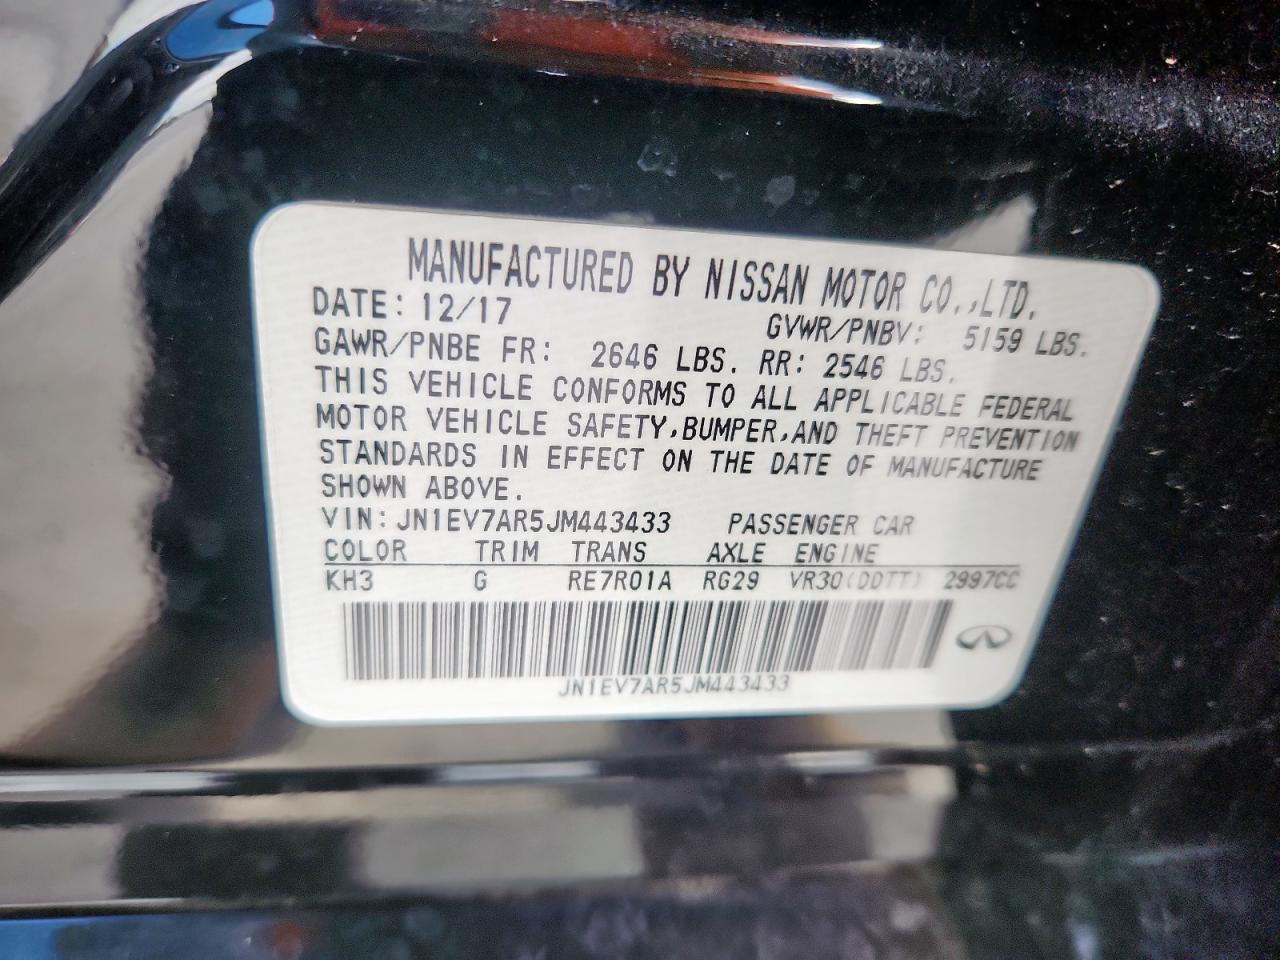 MANUFACTURED BY NISSAN MOTOR CO.,LTD.
DATE: 12/17 GVWR/PNBV: 5159 LBS.
GAWR/PNBE FR: 2646 LBS. RR: 2546 LBS.
THIS VEHICLE CONFORMS TO ALL APPLICABLE FEDERAL
MOTOR VEHICLE SAFETY,BUMPER,AND THEFT PREVENTION
STANDARDS IN EFFECT ON THE DATE OF MANUFACTURE
SHOWN ABOVE.
VIN:JN1EV7AR5JM443433 PASSENGER CAR
COLOR TRIM TRANS AXLE ENGINE
KH3 G RE7R01A RG29 VR30(DDTT) 2997CC
JN1EV7AR5JM443433